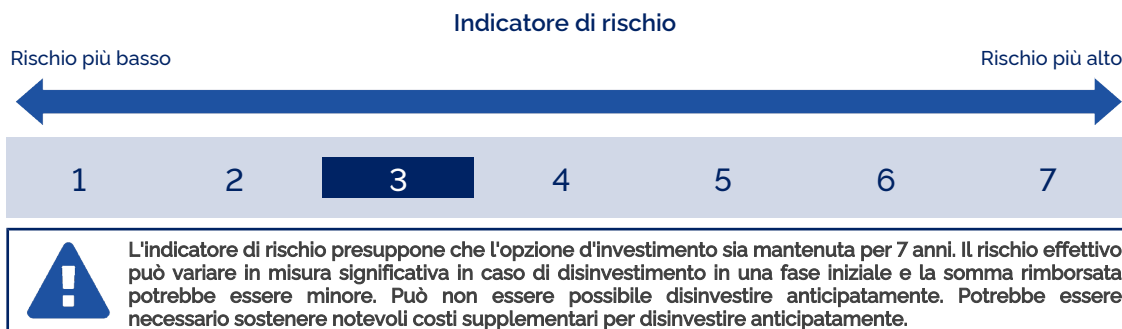 Indicatore di rischio
Rischio più basso Rischio più alto
1 2 3 4 5 6 7
L'indicatore di rischio presuppone che l'opzione d'investimento sia mantenuta per 7 anni. Il rischio effettivo
può variare in misura significativa in caso di disinvestimento in una fase iniziale e la somma rimborsata
potrebbe essere minore. Può non essere possibile disinvestire anticipatamente. Potrebbe essere
necessario sostenere notevoli costi supplementari per disinvestire anticipatamente.